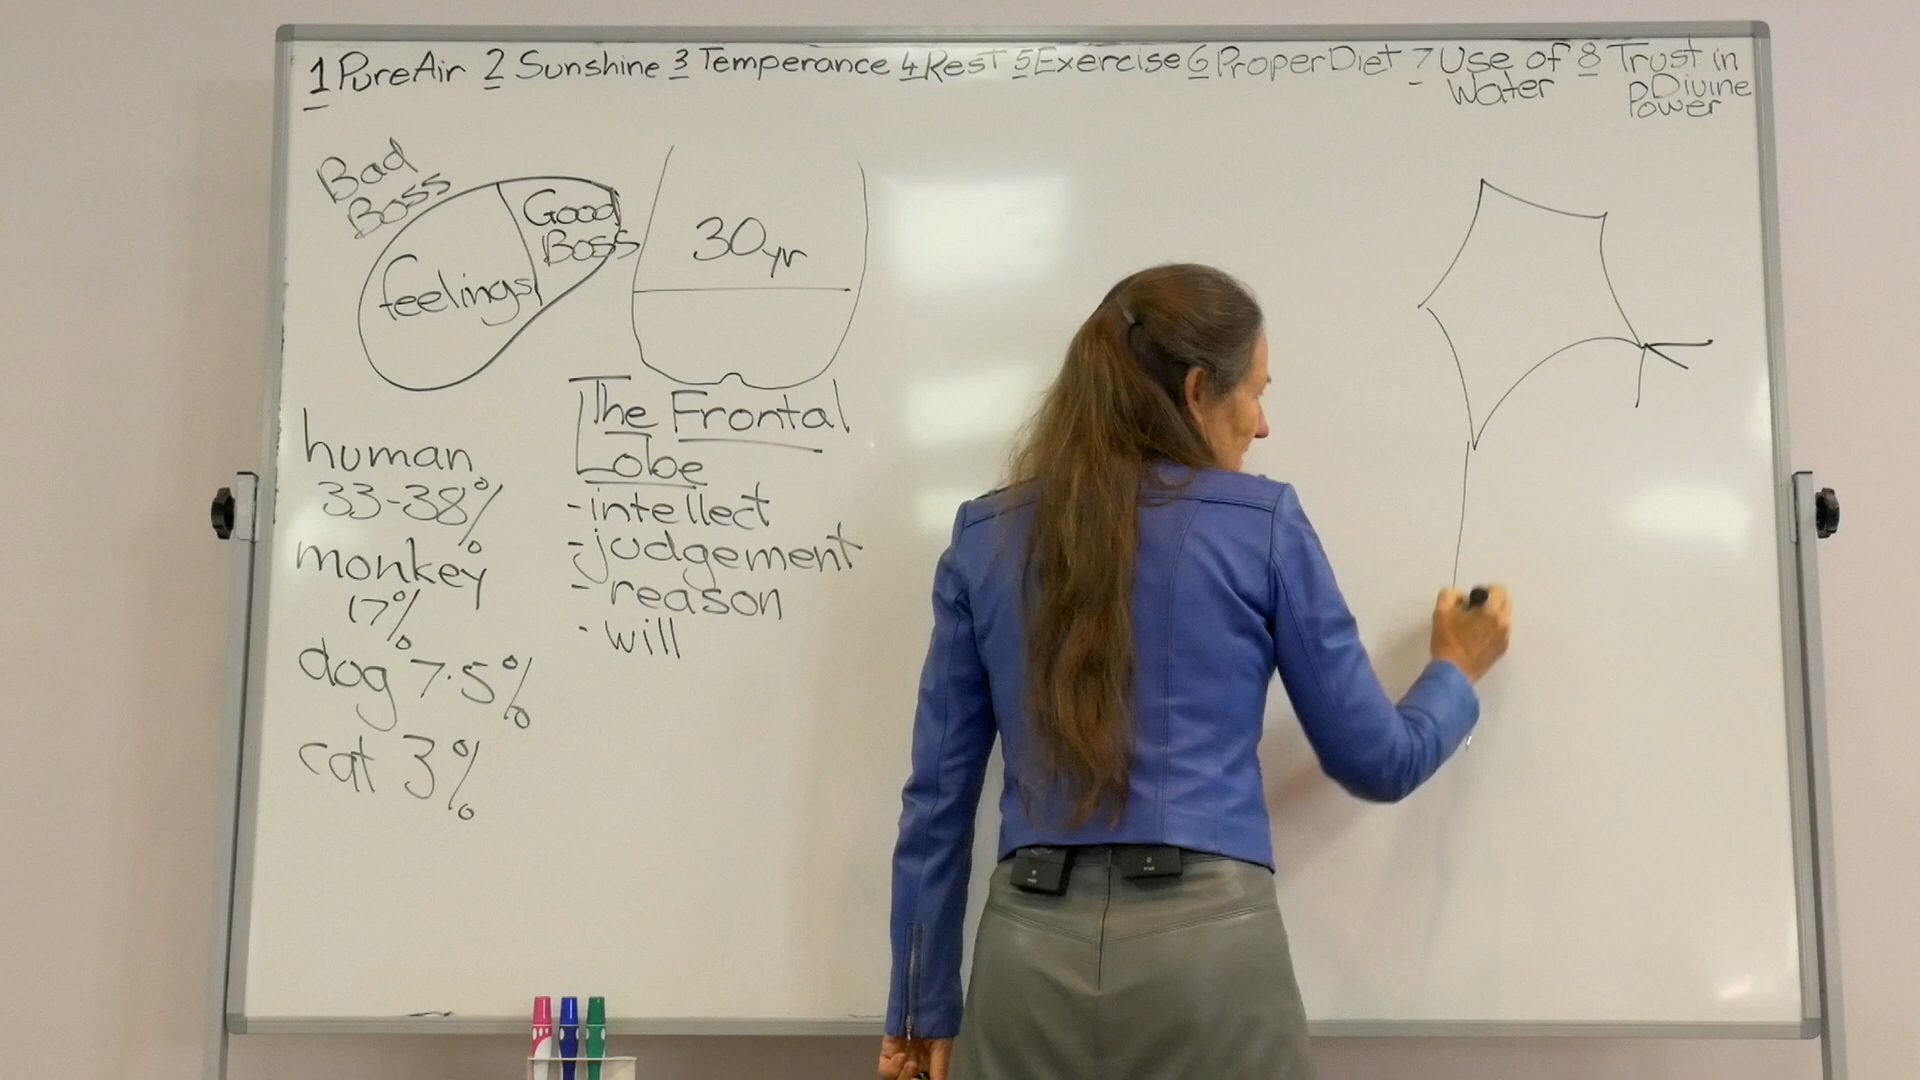 1 Pure Air 2 Sunshine 3 Temperance 4 Rest 5 Exercise 6 Proper Diet 7 Use of 8 Trust in
Water Divine
Power
Bad
Boss
Good
Boss
feelings
30yr
The Frontal
Lobe
-intellect
-judgement
-reason
-will
human
33-38%
monkey
17%
dog 7.5%
cat 3%